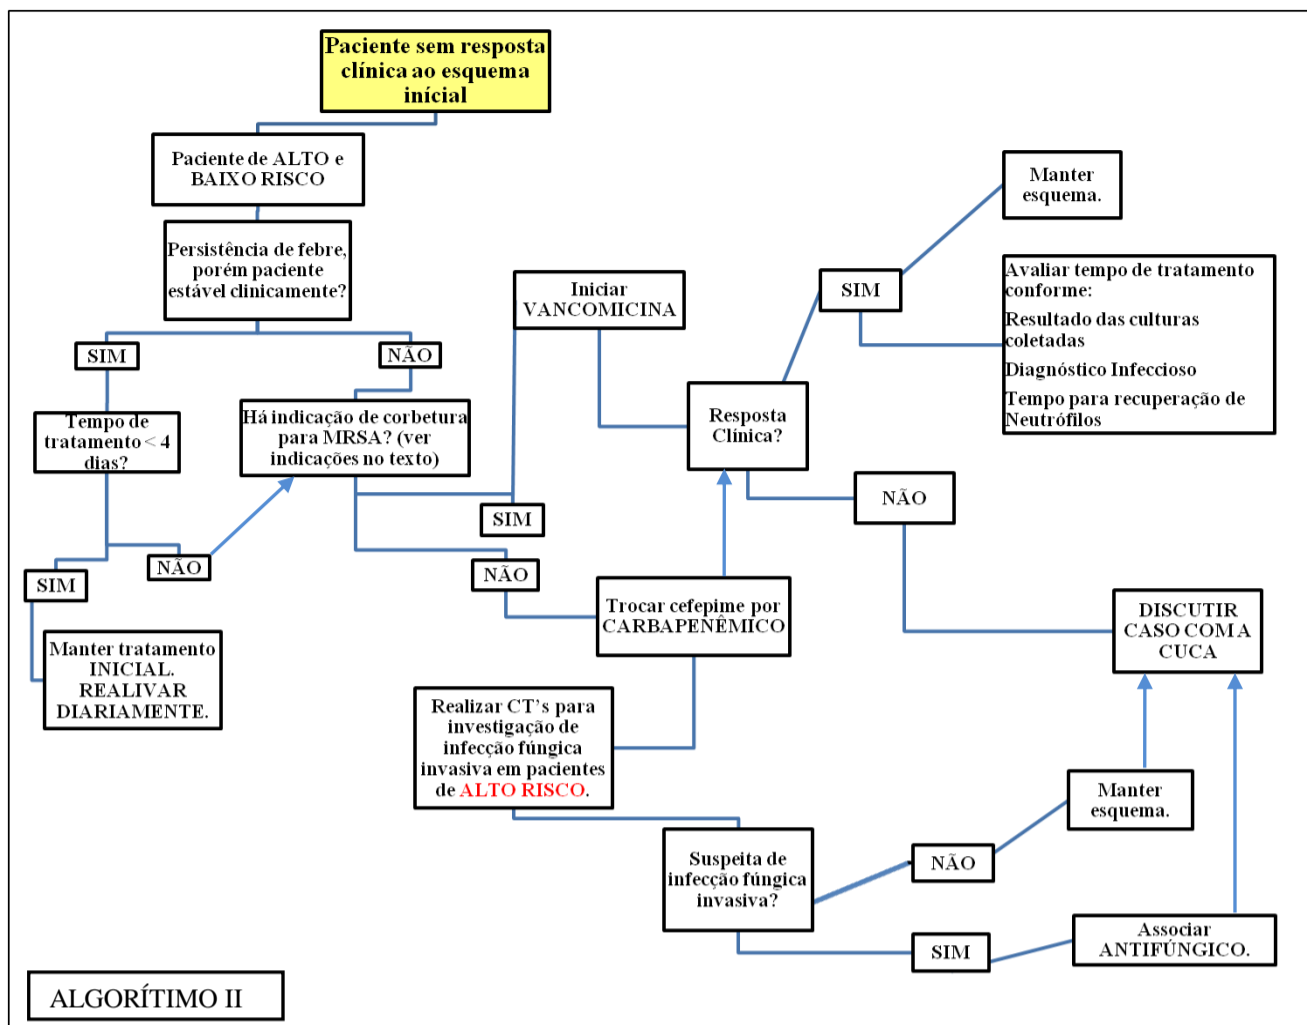 Paciente sem resposta
clínica ao esquema
inícial
Paciente de ALTO e
BAIXO RISCO
Persistência de febre,
porém paciente
estável clinicamente?
SIM
NÃO
Tempo de
tratamento < 4
dias?
Há indicação de corbetura
para MRSA? (ver
indicações no texto)
SIM
NÃO
Manter tratamento
INICIAL.
REALIVAR
DIARIAMENTE.
SIM
NÃO
Iniciar
VANCOMICINA
Trocar cefepime por
CARBAPENÊMICO
Resposta
Clínica?
SIM
Manter
esquema.
Avaliar tempo de tratamento
conforme:
Resultado das culturas
coletadas
Diagnóstico Infeccioso
Tempo para recuperação de
Neutrófilos
NÃO
DISCUTIR
CASO COM A
CUCA
Realizar CT’s para
investigação de
infecção fúngica
invasiva em pacientes
de ALTO RISCO.
Suspeita de
infecção fúngica
invasiva?
NÃO
Manter
esquema.
SIM
Associar
ANTIFÚNGICO.
ALGORÍTIMO II